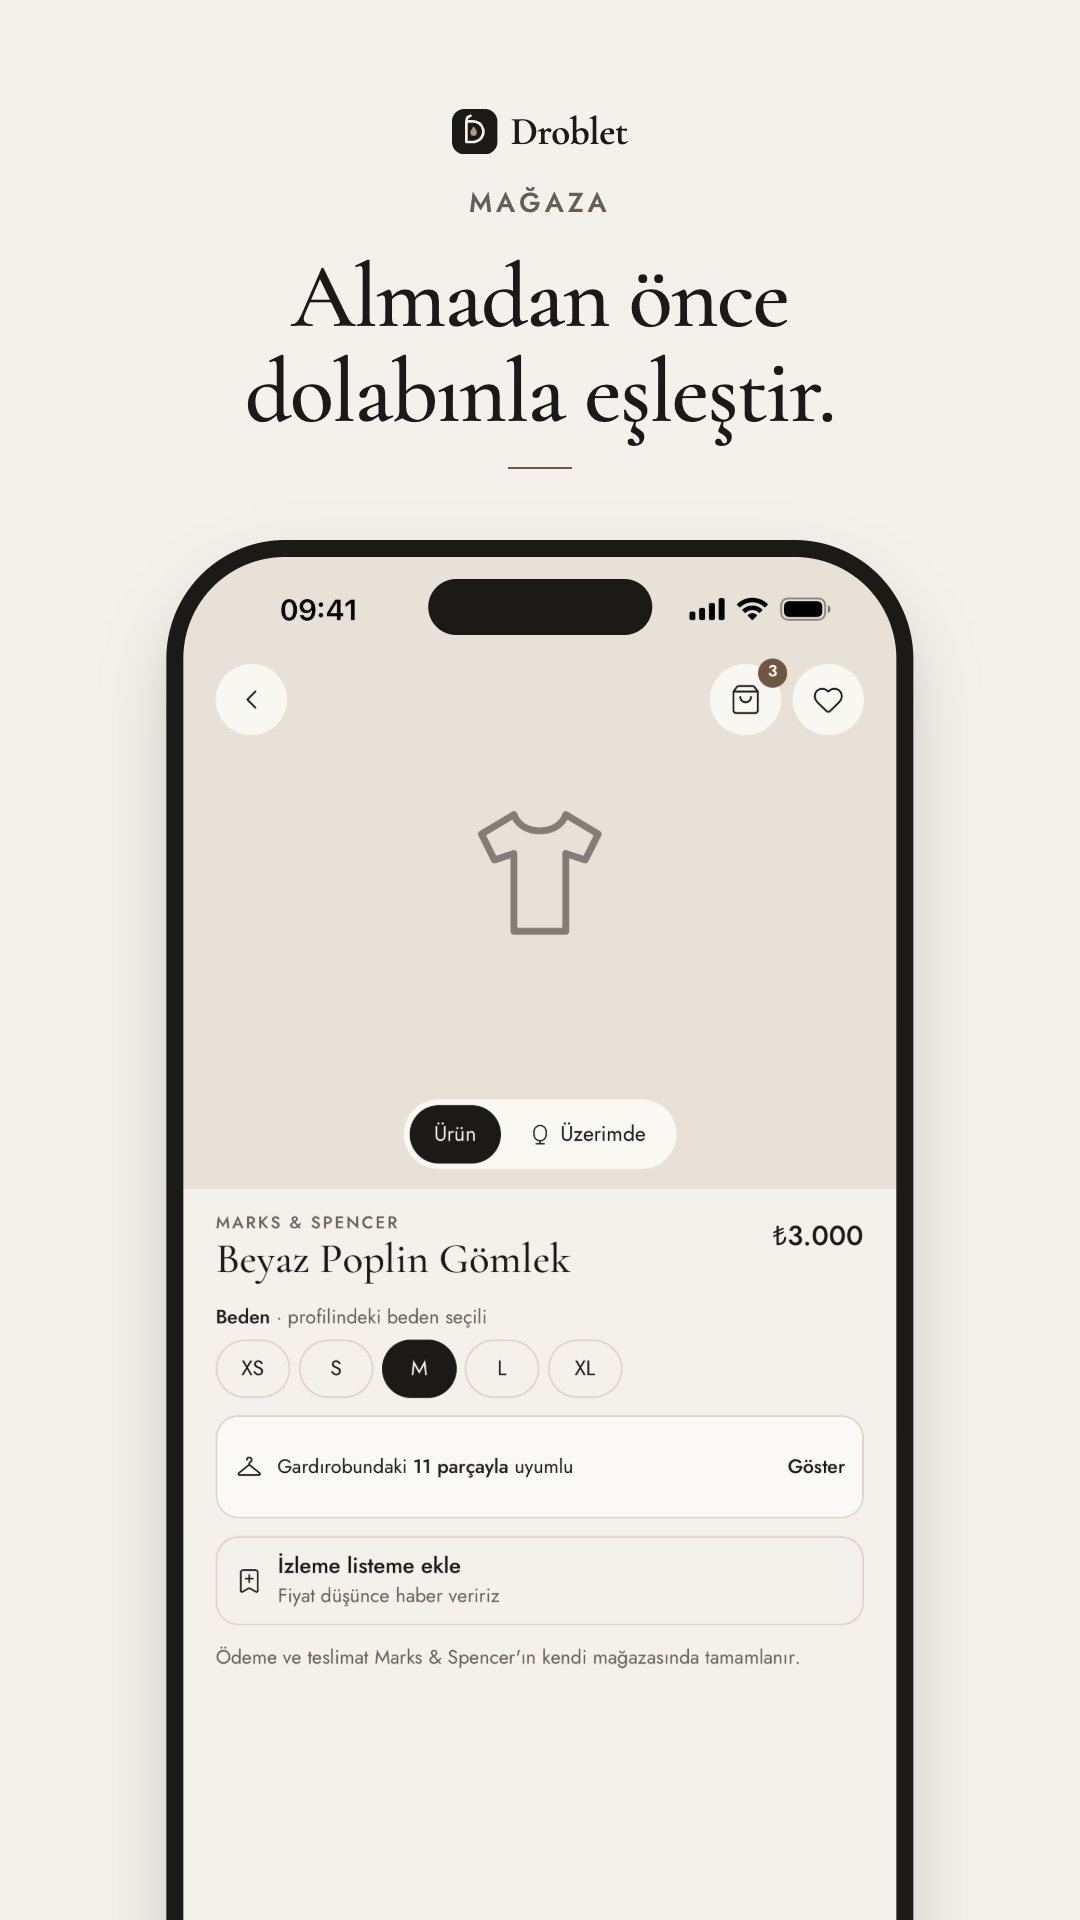 Droblet
MAĞAZA
Almadan önce
dolabınla eşleştir.
09:41
3
Ürün
Üzerimde
MARKS & SPENCER
₺3.000
Beyaz Poplin Gömlek
Beden · profilindeki beden seçili
XS
S
M
L
XL
Gardırobundaki 11 parçayla uyumlu
Göster
İzleme listeme ekle
Fiyat düşünce haber veririz
Ödeme ve teslimat Marks & Spencer'ın kendi mağazasında tamamlanır.